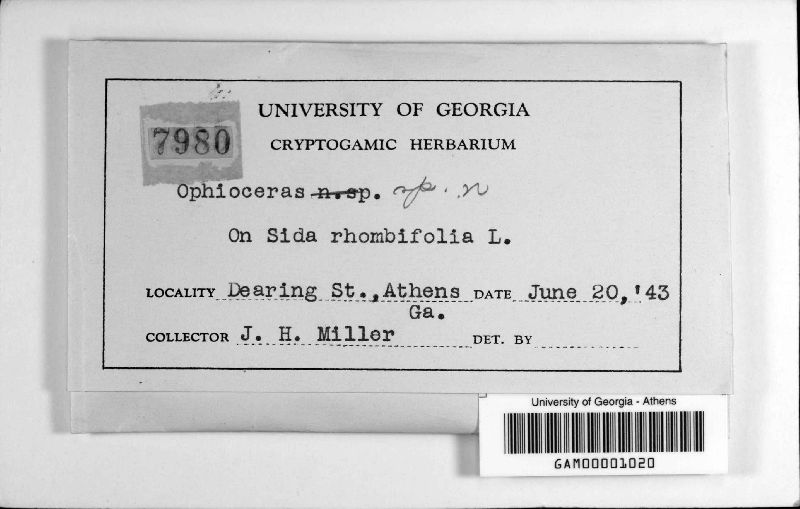 UNIVERSITY OF GEORGIA
7980
CRYPTOGAMIC HERBARIUM
Ophioceras n.sp. sp. n
On Sida rhombifolia L.
LOCALITY Dearing St., Athens DATE June 20, '43
Ga.
COLLECTOR J. H. Miller DET. BY
University of Georgia - Athens
GAM00001020